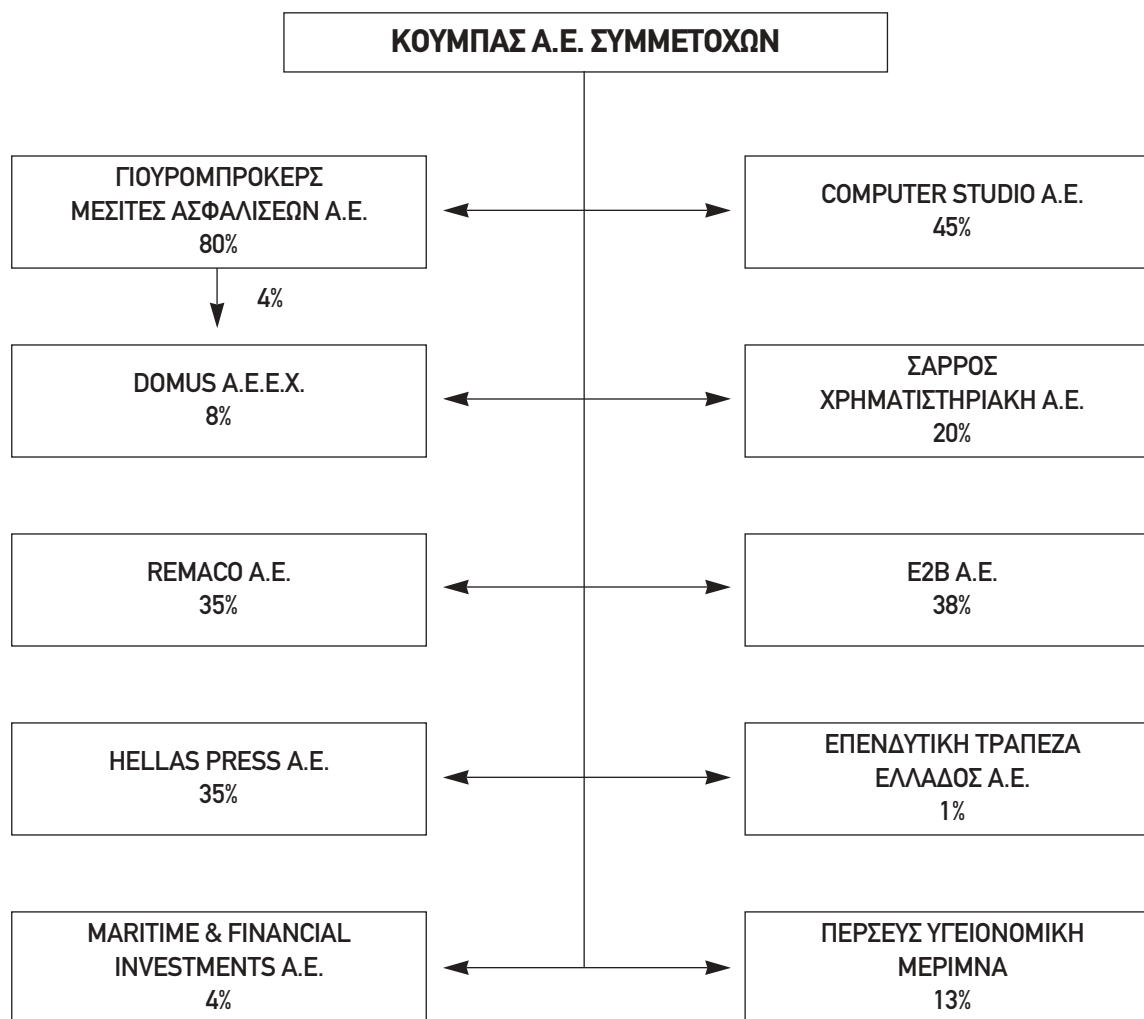 ΚΟΥΜΠΑΣ Α.Ε. ΣΥΜΜΕΤΟΧΩΝ
ΓΙΟΥΡΟΜΠΡΟΚΕΡΣ
ΜΕΣΙΤΕΣ ΑΣΦΑΛΙΣΕΩΝ Α.Ε.
80%
COMPUTER STUDIO Α.Ε.
45%
4%
DOMUS Α.Ε.Ε.Χ.
8%
ΣΑΡΡΟΣ
ΧΡΗΜΑΤΙΣΤΗΡΙΑΚΗ Α.Ε.
20%
REMACO Α.Ε.
35%
E2B Α.Ε.
38%
HELLAS PRESS Α.Ε.
35%
ΕΠΕΝΔΥΤΙΚΗ ΤΡΑΠΕΖΑ
ΕΛΛΑΔΟΣ Α.Ε.
1%
MARITIME & FINANCIAL
INVESTMENTS Α.Ε.
4%
ΠΕΡΣΕΥΣ ΥΓΕΙΟΝΟΜΙΚΗ
ΜΕΡΙΜΝΑ
13%